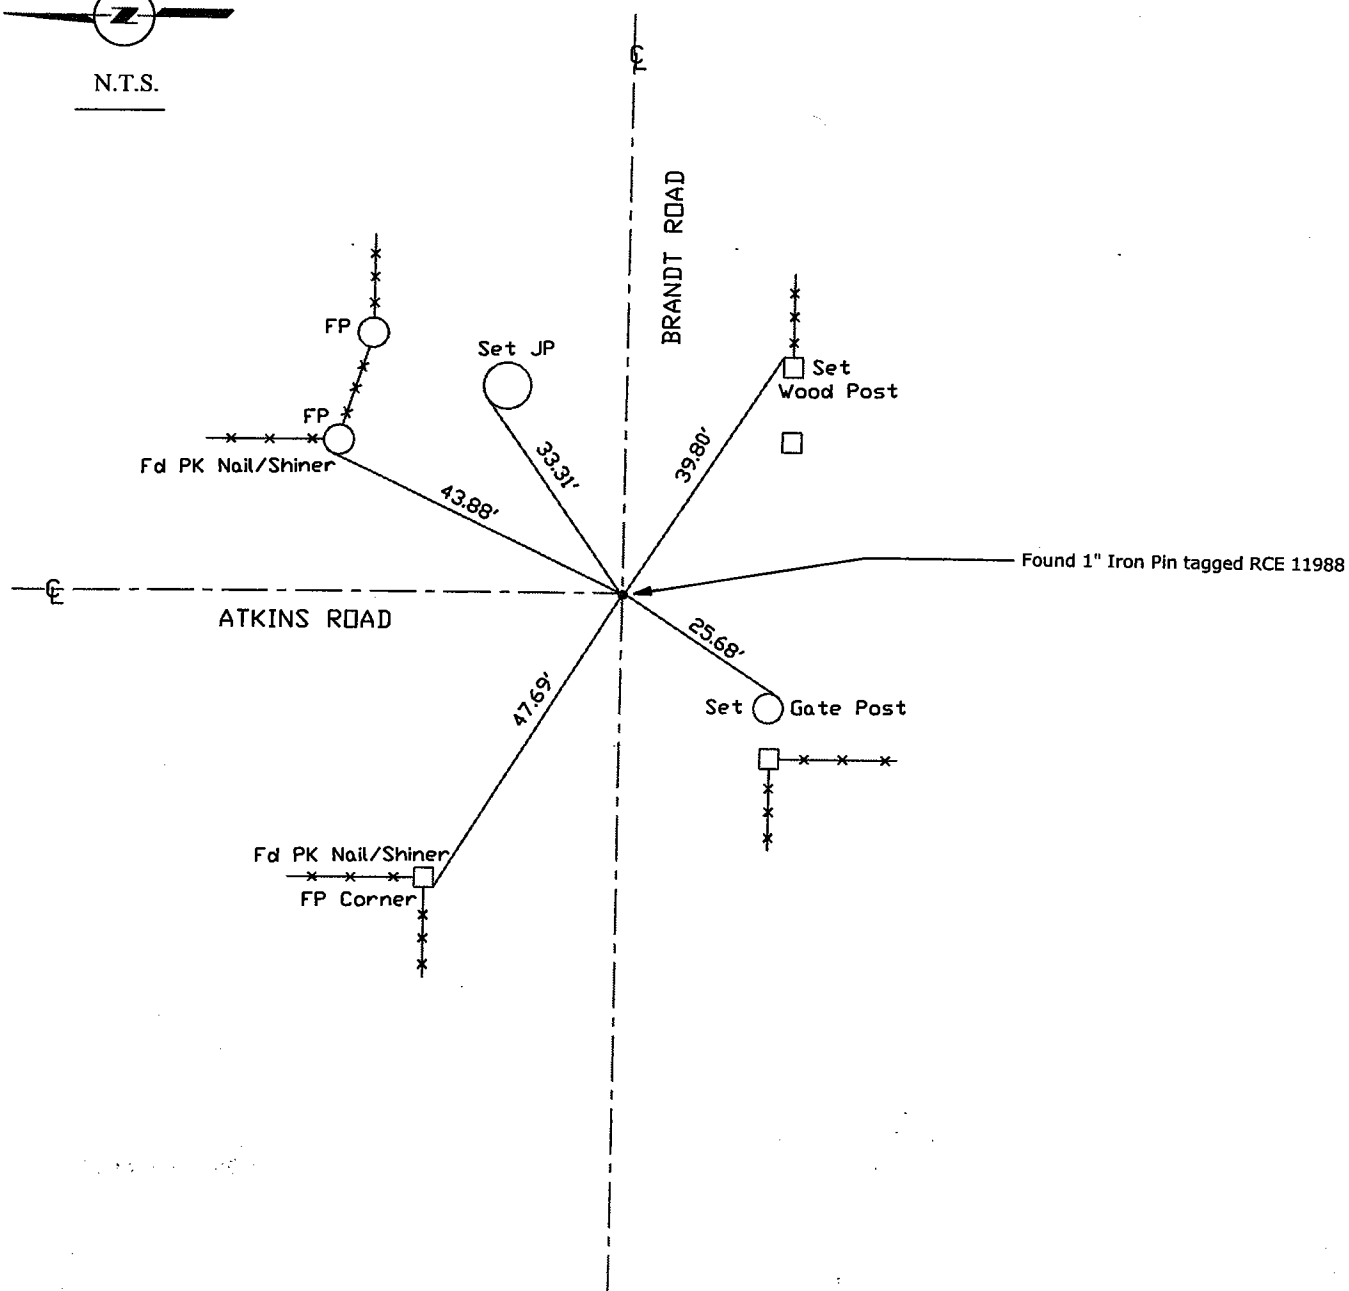 Z
N.T.S.
℄
BRANDT ROAD
FP
Set JP
Set
Wood Post
FP
Fd PK Nail/Shiner
33.31'
39.80'
43.88'
Found 1" Iron Pin tagged RCE 11988
℄
ATKINS ROAD
25.68'
47.69'
Set
Gate Post
Fd PK Nail/Shiner
FP Corner